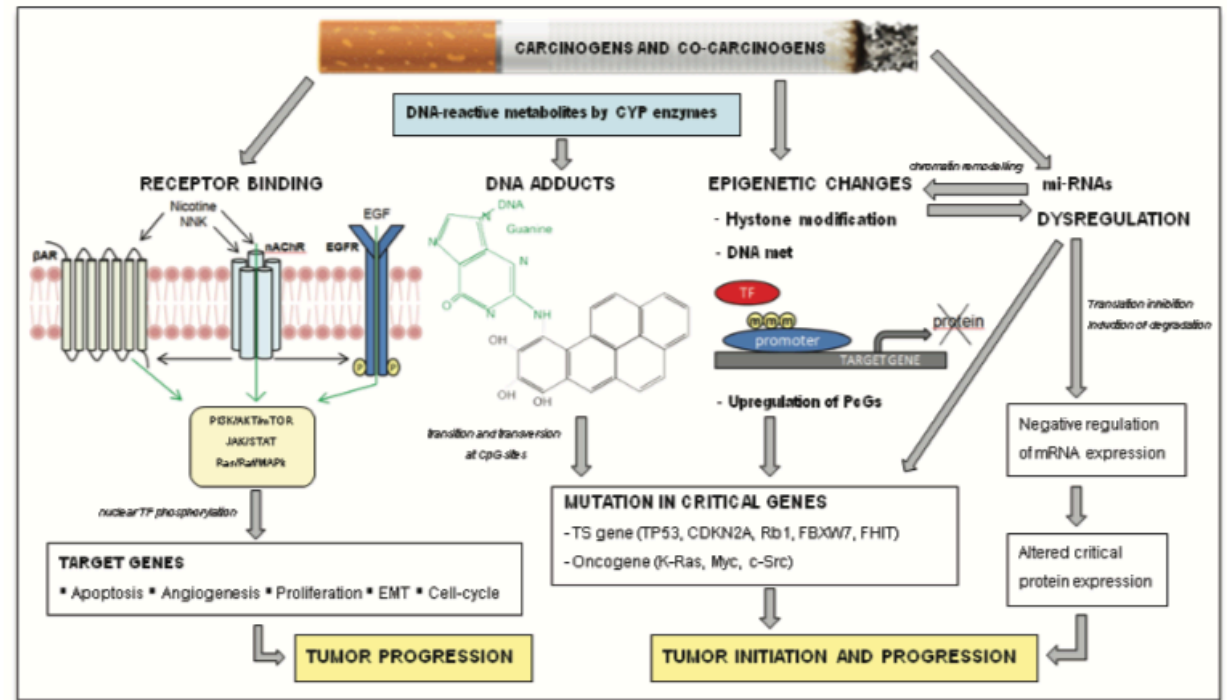 CARCINOGENS AND CO-CARCINOGENS
DNA-reactive metabolites by CYP enzymes
RECEPTOR BINDING
Nicotine
NNK
βAR
nAChR
EGFR
EGF
P
P
PI3K/AKT/mTOR
JAK/STAT
Ras/Raf/MAPk
nuclear TF phosphorylation
TARGET GENES
▪ Apoptosis ▪ Angiogenesis ▪ Proliferation ▪ EMT ▪ Cell-cycle
TUMOR PROGRESSION
DNA ADDUCTS
DNA
Guanine
N
N
N
N
O
NH
OH
OH
OH
transition and transversion
at CpG-sites
EPIGENETIC CHANGES
- Hystone modification
- DNA met
TF
m m m
promoter
TARGET GENE
protein
- Upregulation of PcGs
chromatin remodelling
mi-RNAs
DYSREGULATION
Translation inhibition
Induction of degradation
MUTATION IN CRITICAL GENES
- TS gene (TP53, CDKN2A, Rb1, FBXW7, FHIT)
- Oncogene (K-Ras, Myc, c-Src)
Negative regulation
of mRNA expression
Altered critical
protein expression
TUMOR INITIATION AND PROGRESSION